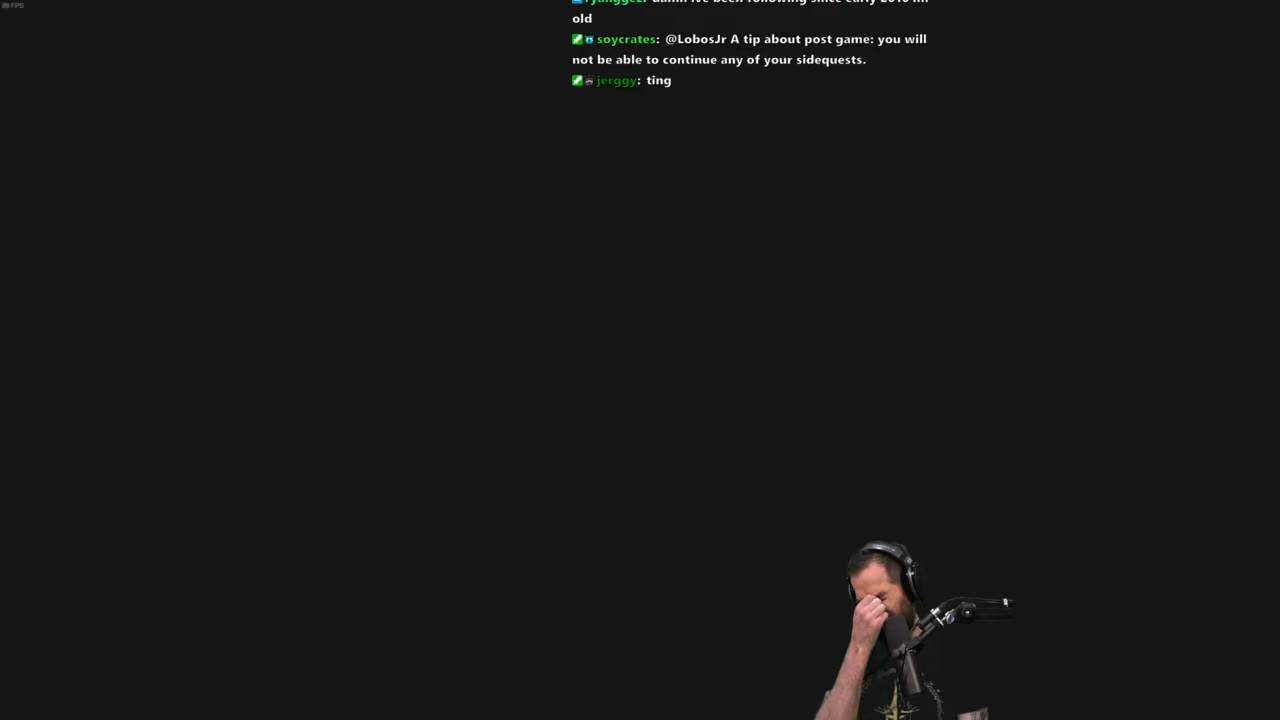 old
soycrates: @LobosJr A tip about post game: you will
not be able to continue any of your sidequests.
jerggy: ting